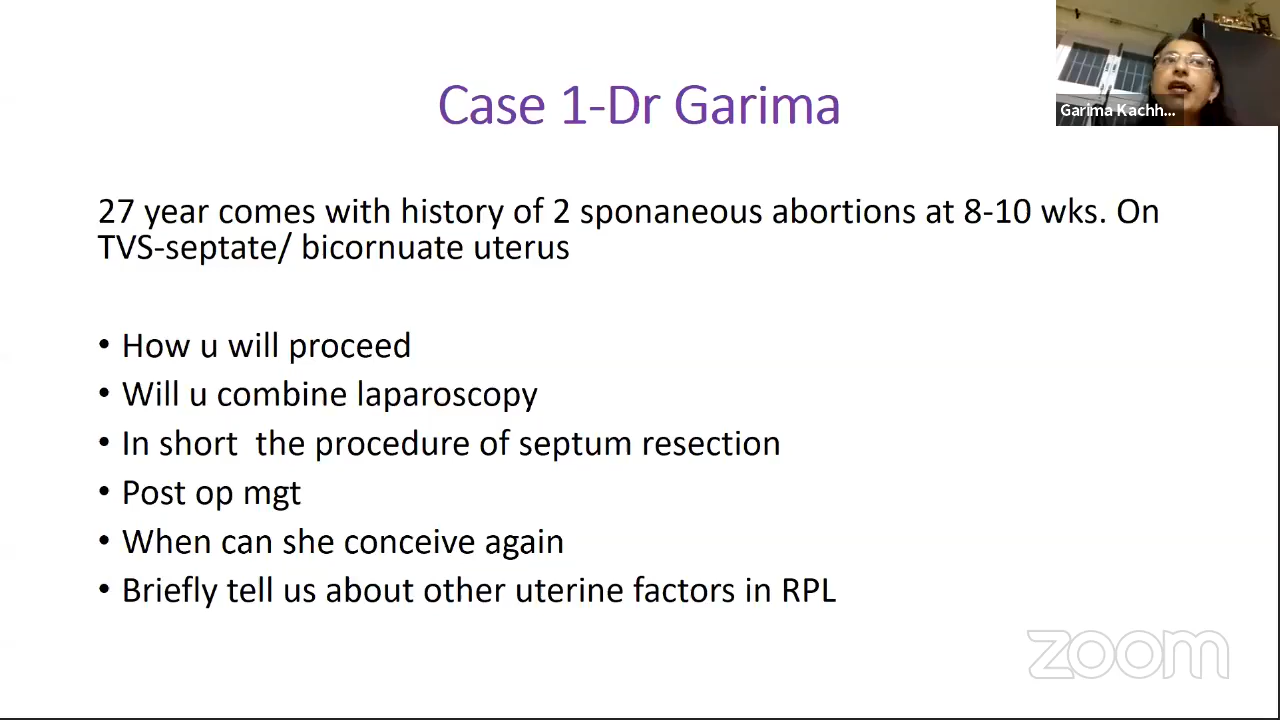 Case 1-Dr Garima
Garima Kachh...
27 year comes with history of 2 sponaneous abortions at 8-10 wks. On
TVS-septate/ bicornuate uterus
• How u will proceed
• Will u combine laparoscopy
• In short  the procedure of septum resection
• Post op mgt
• When can she conceive again
• Briefly tell us about other uterine factors in RPL
zoom